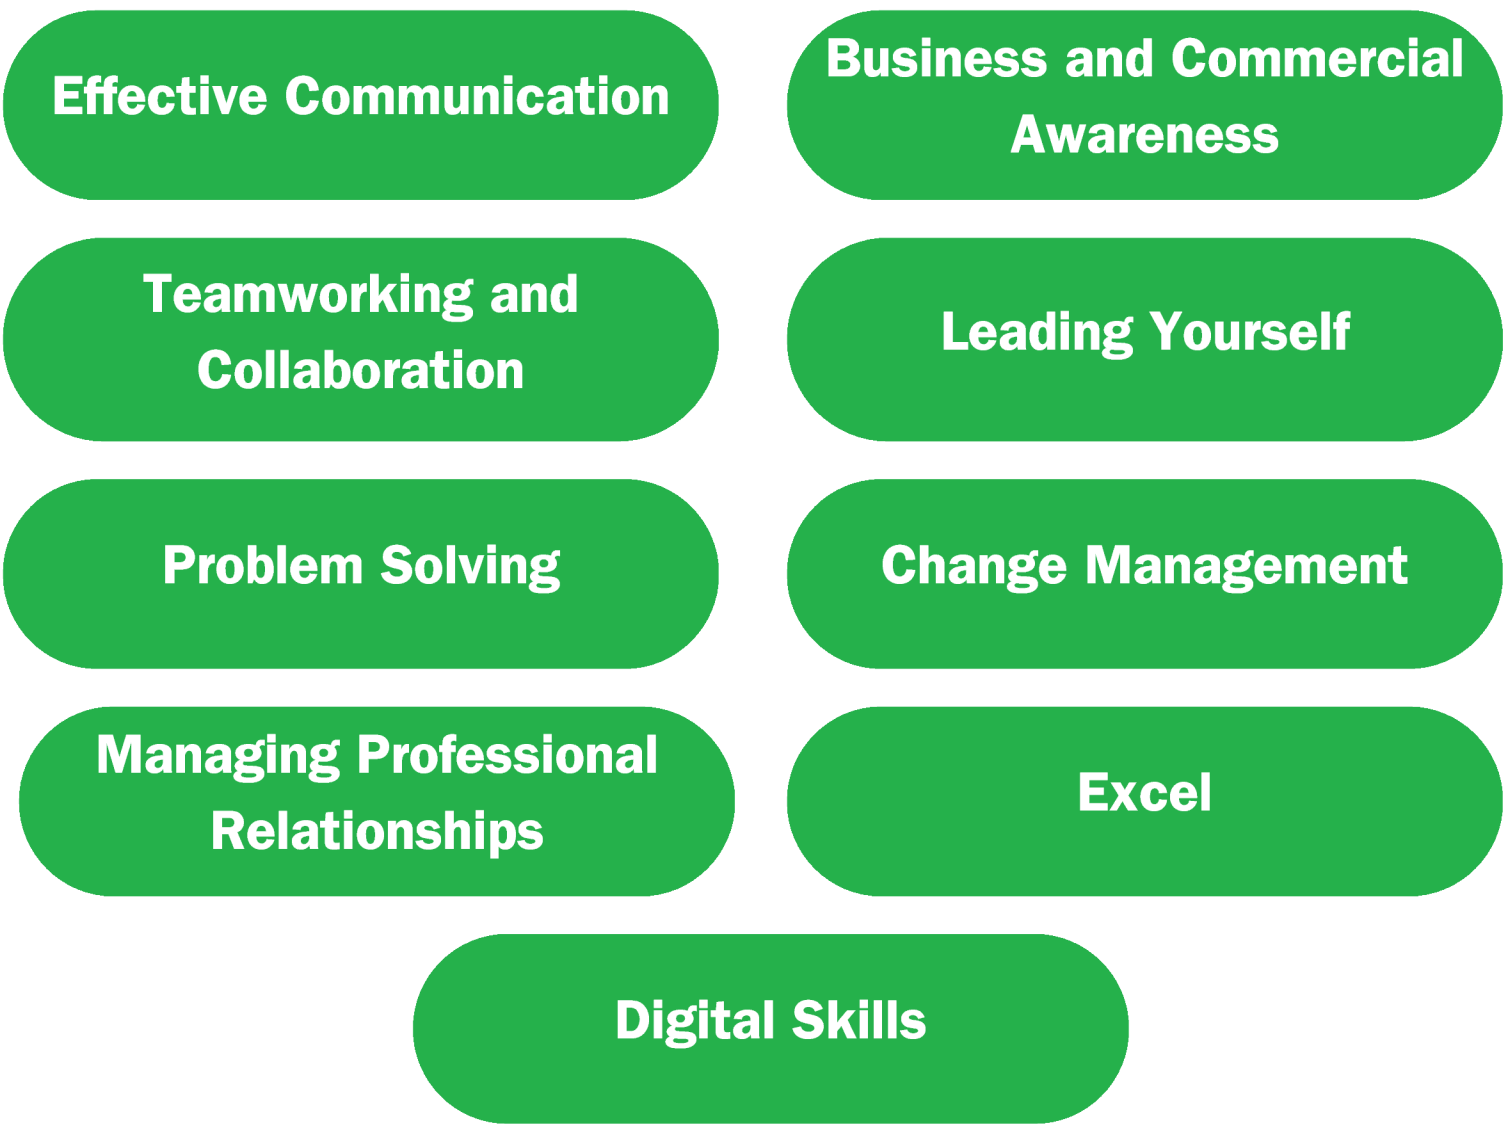 Effective Communication
Business and Commercial
Awareness
Teamworking and
Collaboration
Leading Yourself
Problem Solving
Change Management
Managing Professional
Relationships
Excel
Digital Skills